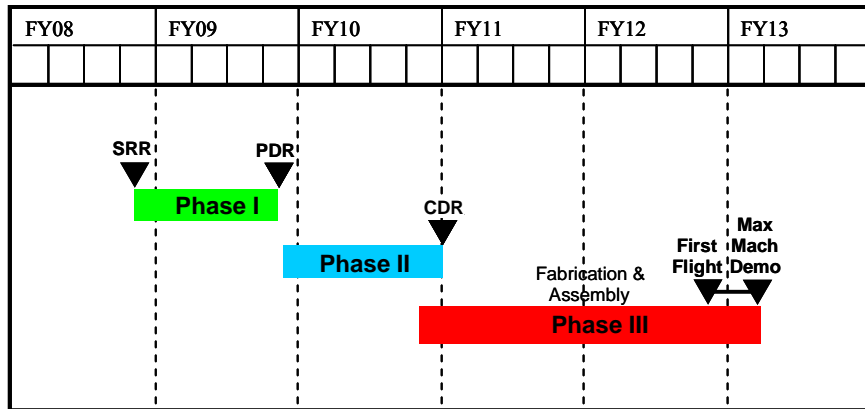 FY08 FY09 FY10 FY11 FY12 FY13
SRR
PDR
Phase I
CDR
Phase II
First
Flight
Max
Mach
Demo
Fabrication &
Assembly
Phase III